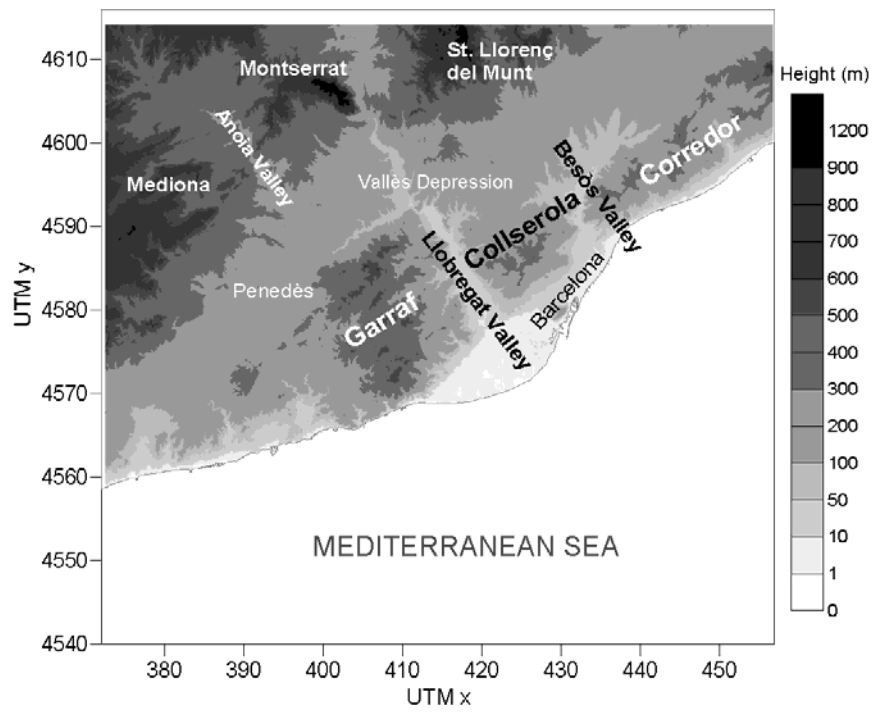 4610
4600
4590
4580
4570
4560
4550
4540
UTM y
380
390
400
410
420
430
440
450
UTM x
Montserrat
St. Llorenç
del Munt
Anoia Valley
Mediona
Vallès Depression
Besòs Valley
Corredor
Collserola
Llobregat Valley
Penedès
Garraf
Barcelona
MEDITERRANEAN SEA
Height (m)
1200
900
800
700
600
500
400
300
200
100
50
10
1
0